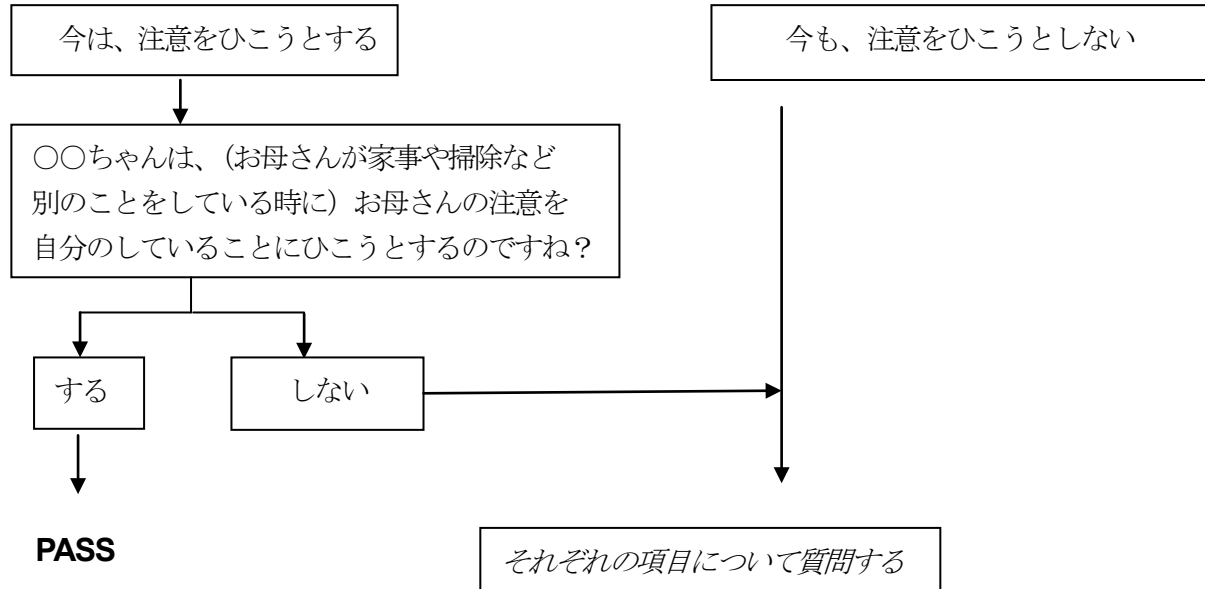 今は、注意をひこうとする
今も、注意をひこうとしない
〇〇ちゃんは、（お母さんが家事や掃除など
別のことをしている時に）お母さんの注意を
自分のしていることにひこうとするのですね？
する
しない
PASS
それぞれの項目について質問する